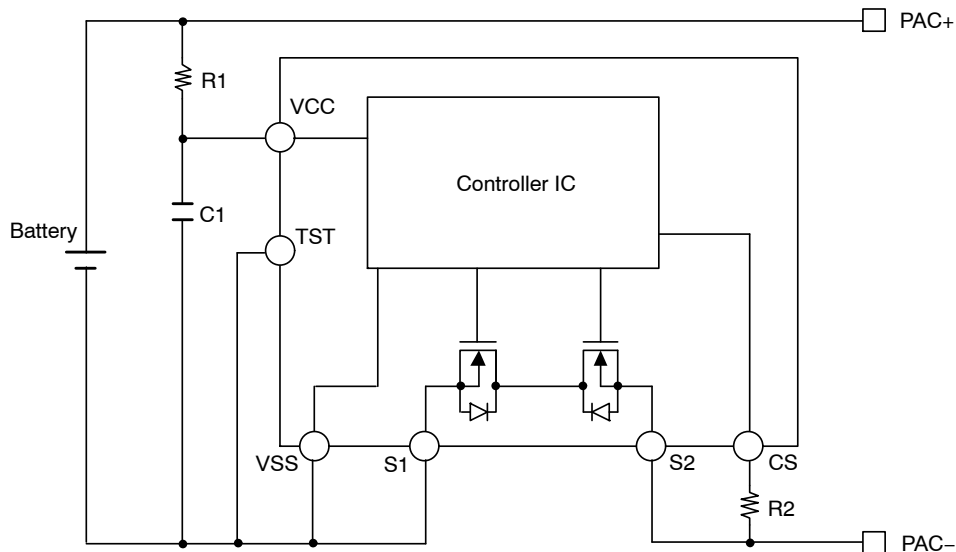 PAC+
R1
VCC
Controller IC
C1
Battery
TST
VSS
S1
S2
CS
R2
PAC−